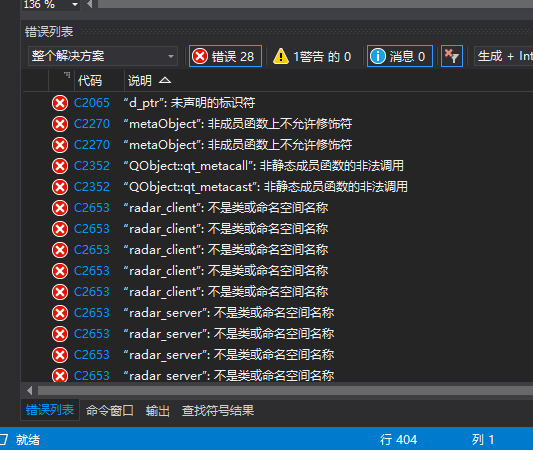 136 %
错误列表
整个解决方案 错误 28 1警告 的 0 消息 0 生成 + Int
代码 说明
C2065 “d_ptr”: 未声明的标识符
C2270 “metaObject”: 非成员函数上不允许修饰符
C2270 “metaObject”: 非成员函数上不允许修饰符
C2352 “QObject::qt_metacall”: 非静态成员函数的非法调用
C2352 “QObject::qt_metacast”: 非静态成员函数的非法调用
C2653 “radar_client”: 不是类或命名空间名称
C2653 “radar_client”: 不是类或命名空间名称
C2653 “radar_client”: 不是类或命名空间名称
C2653 “radar_client”: 不是类或命名空间名称
C2653 “radar_client”: 不是类或命名空间名称
C2653 “radar_server”: 不是类或命名空间名称
C2653 “radar_server”: 不是类或命名空间名称
C2653 “radar_server”: 不是类或命名空间名称
C2653 “radar_server”: 不是类或命名空间名称
错误列表 命令窗口 输出 查找符号结果
就绪 行 404 列 1